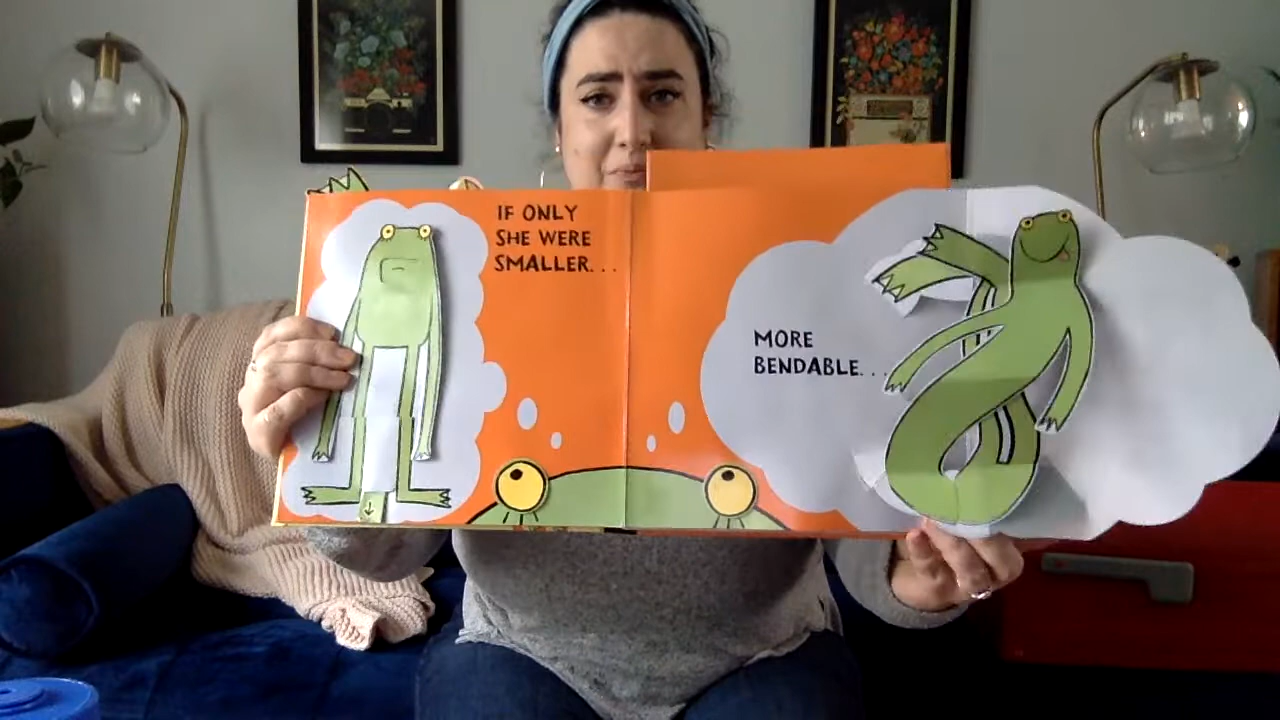 IF ONLY
SHE WERE
SMALLER...
MORE
BENDABLE...